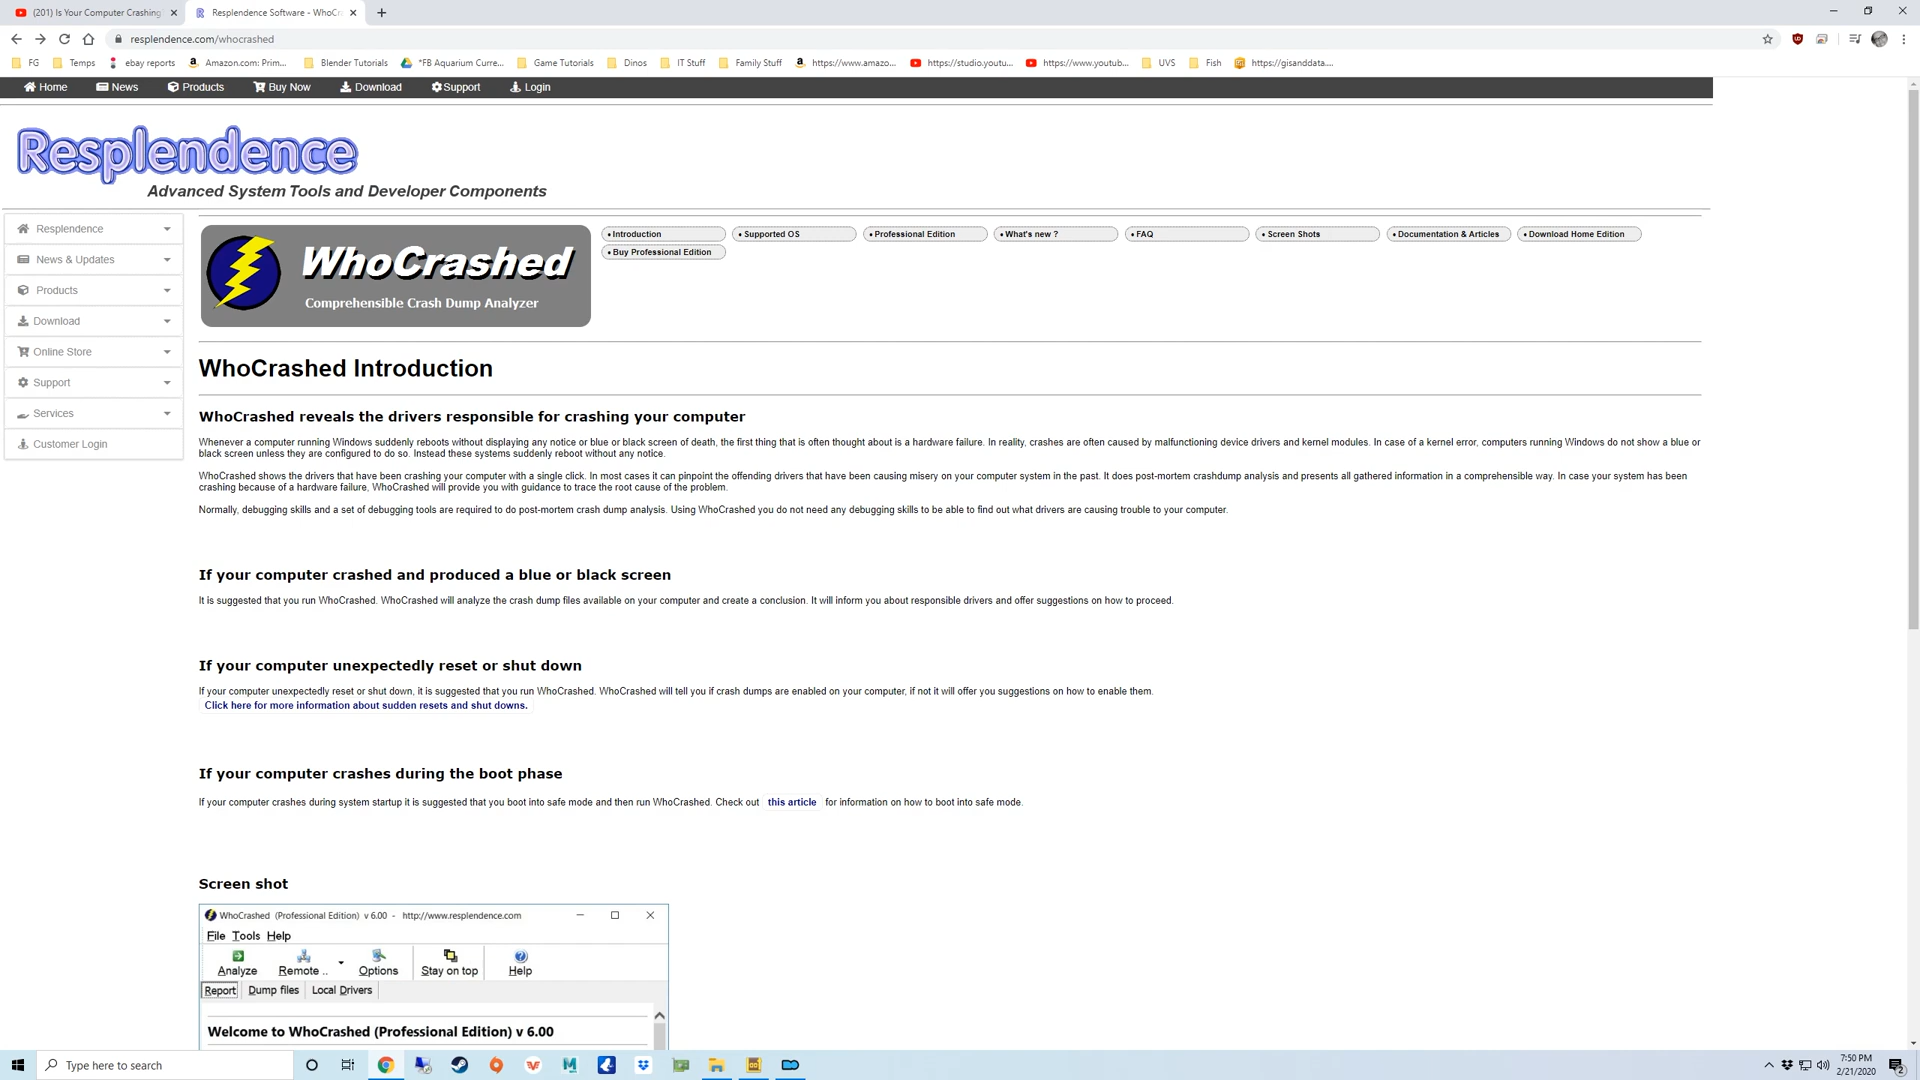 (201) Is Your Computer Crashing
Resplendence Software - WhoCr
resplendence.com/whocrashed
FG
Temps
ebay reports
Amazon.com: Prim...
Blender Tutorials
*FB Aquarium Curre...
Game Tutorials
Dinos
IT Stuff
Family Stuff
https://www.amazo...
https://studio.youtu...
https://www.youtub...
UVS
Fish
https://gisanddata....
Home
News
Products
Buy Now
Download
Support
Login
Resplendence
Advanced System Tools and Developer Components
Resplendence
News & Updates
Products
Download
Online Store
Support
Services
Customer Login
WhoCrashed
Comprehensible Crash Dump Analyzer
• Introduction
• Supported OS
• Professional Edition
• What's new ?
• FAQ
• Screen Shots
• Documentation & Articles
• Download Home Edition
• Buy Professional Edition
WhoCrashed Introduction
WhoCrashed reveals the drivers responsible for crashing your computer
Whenever a computer running Windows suddenly reboots without displaying any notice or blue or black screen of death, the first thing that is often thought about is a hardware failure. In reality, crashes are often caused by malfunctioning device drivers and kernel modules. In case of a kernel error, computers running Windows do not show a blue or
black screen unless they are configured to do so. Instead these systems suddenly reboot without any notice.
WhoCrashed shows the drivers that have been crashing your computer with a single click. In most cases it can pinpoint the offending drivers that have been causing misery on your computer system in the past. It does post-mortem crashdump analysis and presents all gathered information in a comprehensible way. In case your system has been
crashing because of a hardware failure, WhoCrashed will provide you with guidance to trace the root cause of the problem.
Normally, debugging skills and a set of debugging tools are required to do post-mortem crash dump analysis. Using WhoCrashed you do not need any debugging skills to be able to find out what drivers are causing trouble to your computer.
If your computer crashed and produced a blue or black screen
It is suggested that you run WhoCrashed. WhoCrashed will analyze the crash dump files available on your computer and create a conclusion. It will inform you about responsible drivers and offer suggestions on how to proceed.
If your computer unexpectedly reset or shut down
If your computer unexpectedly reset or shut down, it is suggested that you run WhoCrashed. WhoCrashed will tell you if crash dumps are enabled on your computer, if not it will offer you suggestions on how to enable them.
Click here for more information about sudden resets and shut downs.
If your computer crashes during the boot phase
If your computer crashes during system startup it is suggested that you boot into safe mode and then run WhoCrashed. Check out this article for information on how to boot into safe mode.
Screen shot
WhoCrashed (Professional Edition) v 6.00 - http://www.resplendence.com
File Tools Help
Analyze
Remote ..
Options
Stay on top
Help
Report
Dump files
Local Drivers
Welcome to WhoCrashed (Professional Edition) v 6.00
Type here to search
7:50 PM
2/21/2020
2